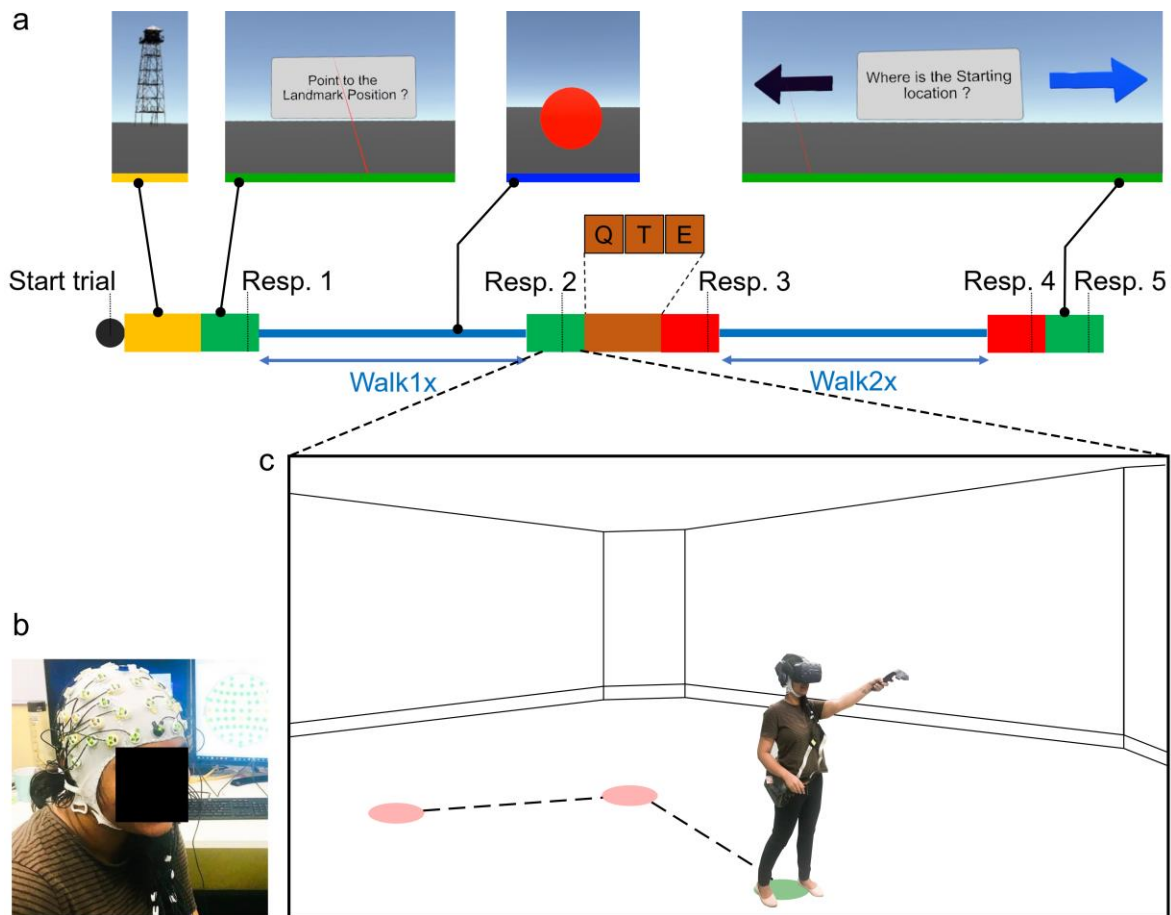 a
Point to the
Landmark Position ?
Where is the Starting
location ?
Q T E
Start trial
Resp. 1
Resp. 2
Resp. 3
Resp. 4
Resp. 5
Walk1x
Walk2x
c
b